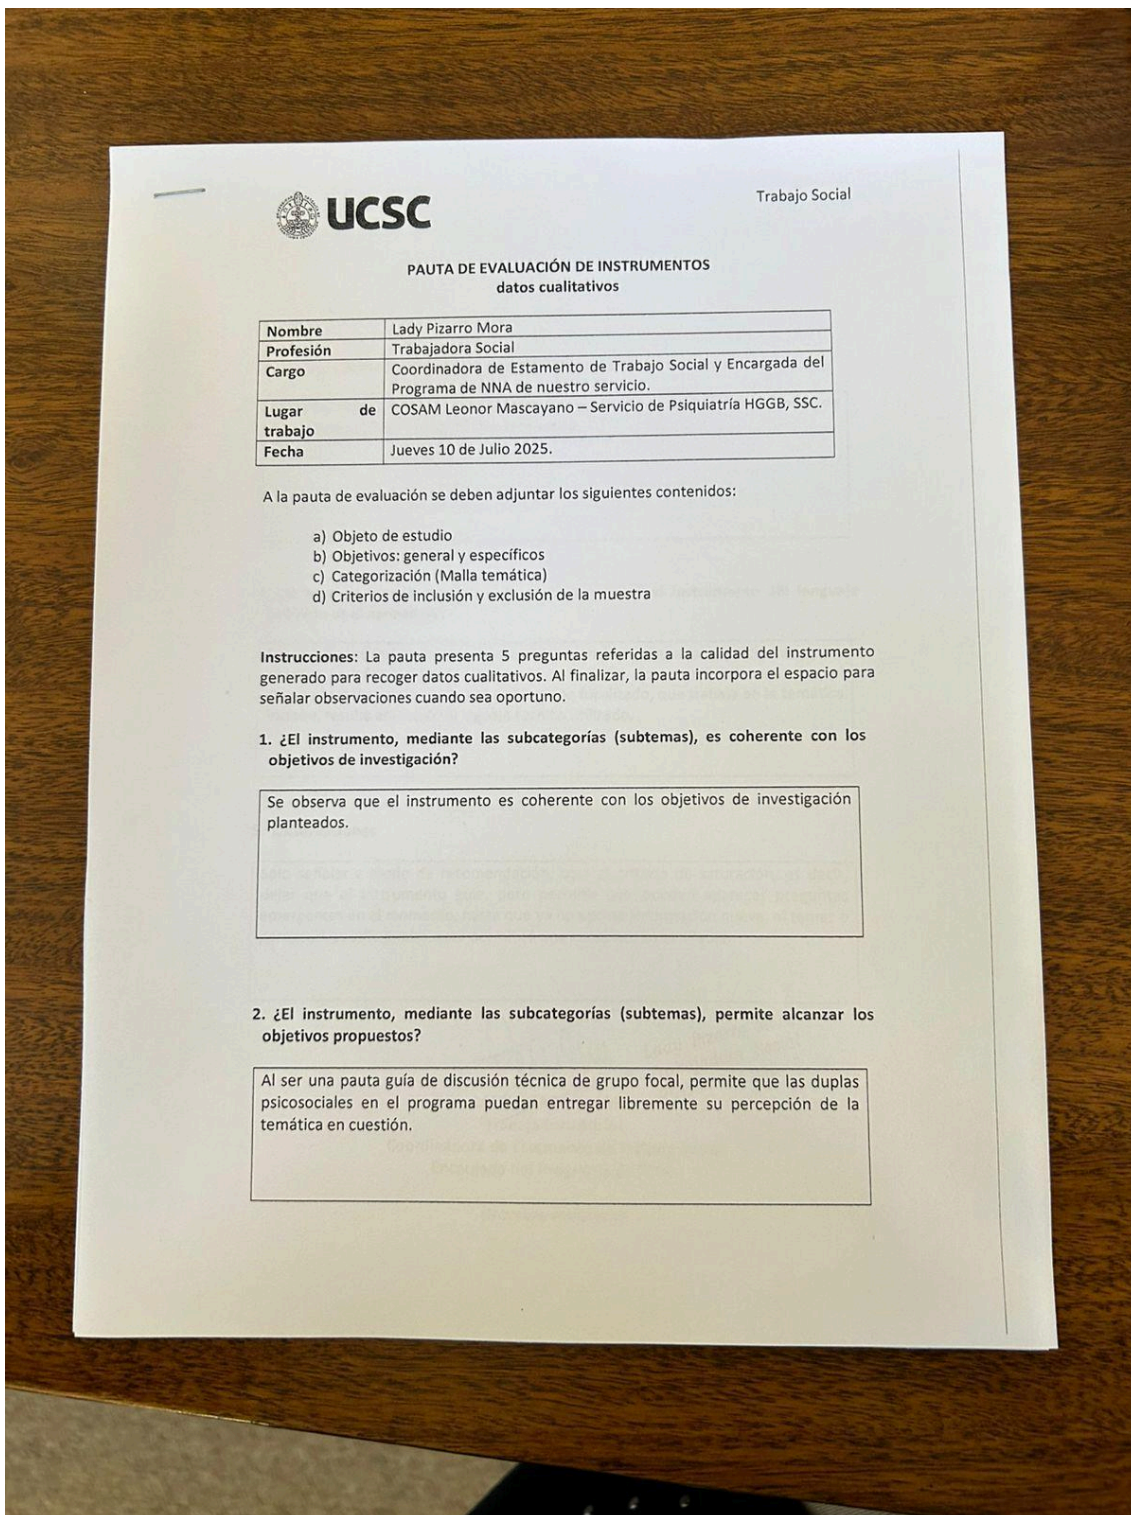 UCSC
Trabajo Social
PAUTA DE EVALUACIÓN DE INSTRUMENTOS
datos cualitativos
Nombre Lady Pizarro Mora
Profesión Trabajadora Social
Cargo Coordinadora de Estamento de Trabajo Social y Encargada del
Programa de NNA de nuestro servicio.
Lugar de COSAM Leonor Mascayano – Servicio de Psiquiatría HGGB, SSC.
trabajo
Fecha Jueves 10 de Julio 2025.
A la pauta de evaluación se deben adjuntar los siguientes contenidos:
a) Objeto de estudio
b) Objetivos: general y específicos
c) Categorización (Malla temática)
d) Criterios de inclusión y exclusión de la muestra
Instrucciones: La pauta presenta 5 preguntas referidas a la calidad del instrumento
generado para recoger datos cualitativos. Al finalizar, la pauta incorpora el espacio para
señalar observaciones cuando sea oportuno.
1. ¿El instrumento, mediante las subcategorías (subtemas), es coherente con los
objetivos de investigación?
Se observa que el instrumento es coherente con los objetivos de investigación
planteados.
2. ¿El instrumento, mediante las subcategorías (subtemas), permite alcanzar los
objetivos propuestos?
Al ser una pauta guía de discusión técnica de grupo focal, permite que las duplas
psicosociales en el programa puedan entregar libremente su percepción de la
temática en cuestión.